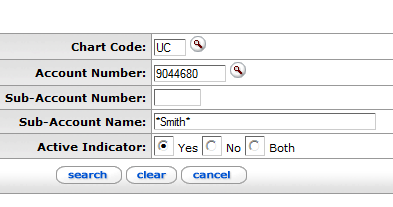 Chart Code: UC
Account Number: 9044680
Sub-Account Number:
Sub-Account Name: *Smith*
Active Indicator: Yes No Both
search clear cancel